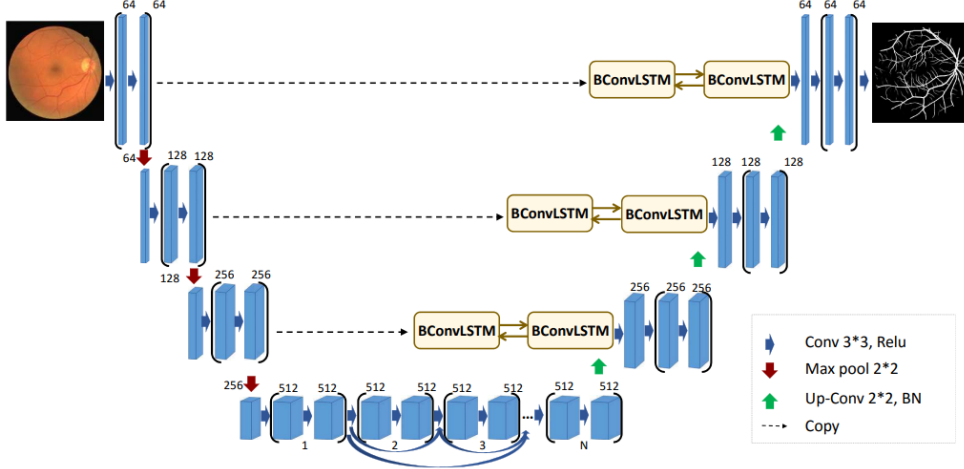 64 64
64 64 64
BConvLSTM BConvLSTM
64 128 128
128 128 128
BConvLSTM BConvLSTM
128 256 256
256 256 256
BConvLSTM BConvLSTM
256 512 512 512 512 512 512 ... 512 512
1 2 3 N
Conv 3*3, Relu
Max pool 2*2
Up-Conv 2*2, BN
Copy